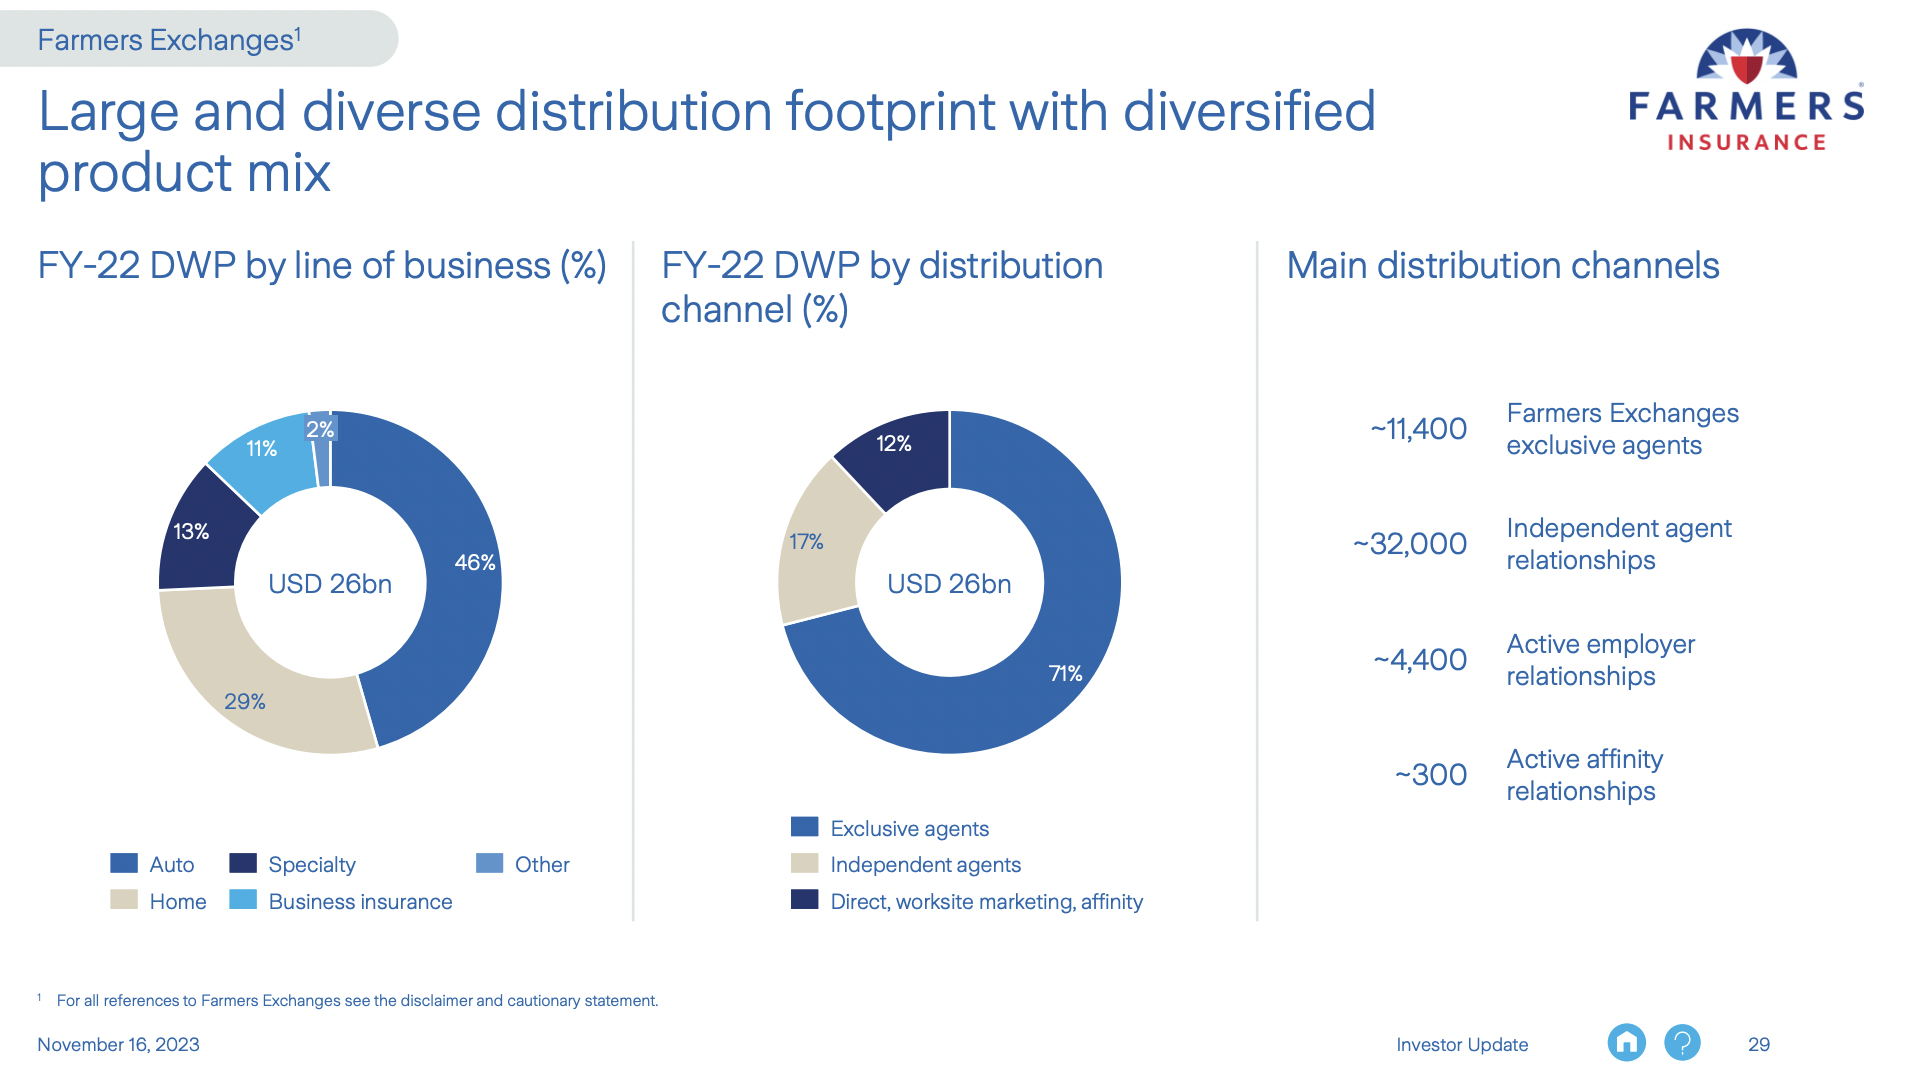 Farmers Exchanges¹
Large and diverse distribution footprint with diversified
product mix
FARMERS®
INSURANCE
FY-22 DWP by line of business (%)
2%
11%
13%
46%
USD 26bn
29%
Auto
Specialty
Other
Home
Business insurance
FY-22 DWP by distribution
channel (%)
12%
17%
USD 26bn
71%
Exclusive agents
Independent agents
Direct, worksite marketing, affinity
Main distribution channels
~11,400
Farmers Exchanges
exclusive agents
~32,000
Independent agent
relationships
~4,400
Active employer
relationships
~300
Active affinity
relationships
¹ For all references to Farmers Exchanges see the disclaimer and cautionary statement.
November 16, 2023
Investor Update
?
29